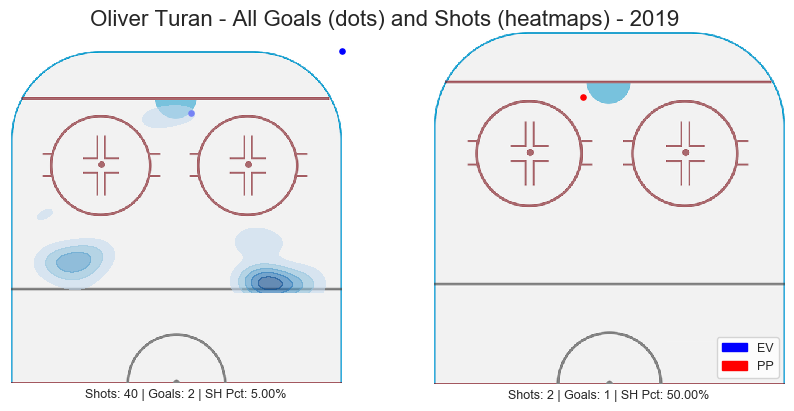 Oliver Turan - All Goals (dots) and Shots (heatmaps) - 2019
EV
PP
Shots: 40 | Goals: 2 | SH Pct: 5.00%
Shots: 2 | Goals: 1 | SH Pct: 50.00%